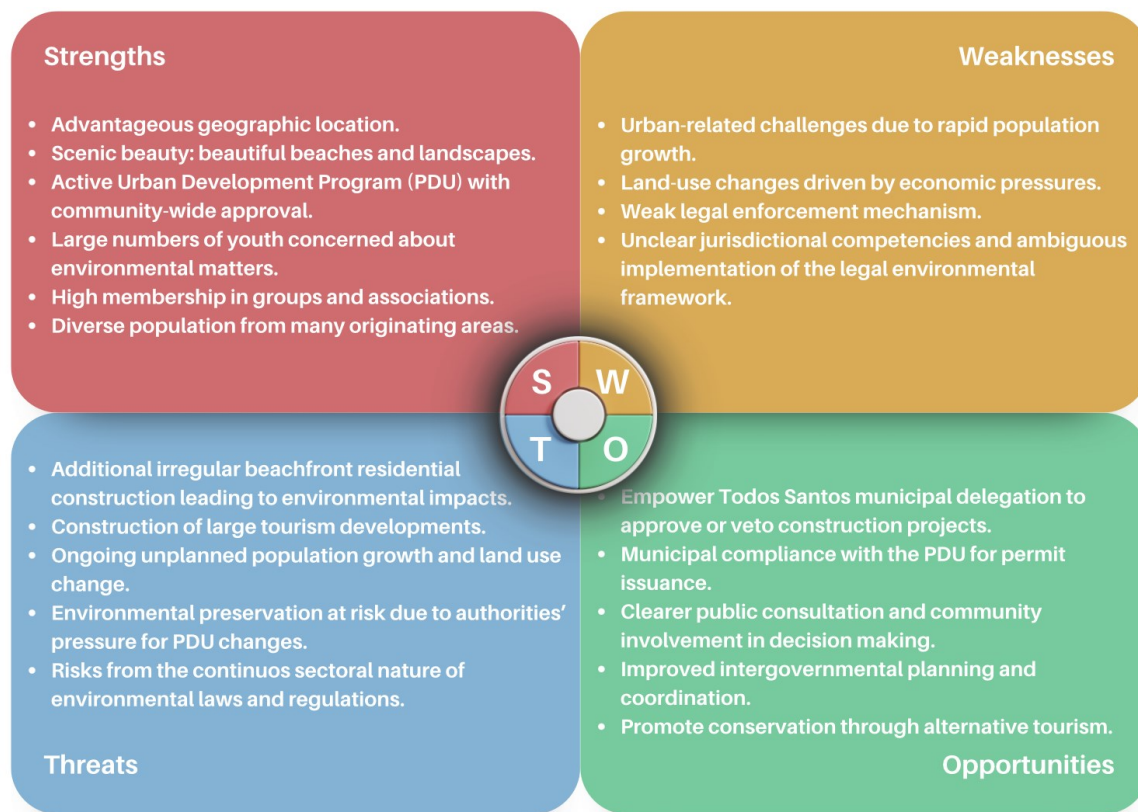 Strengths
• Advantageous geographic location.
• Scenic beauty: beautiful beaches and landscapes.
• Active Urban Development Program (PDU) with
community-wide approval.
• Large numbers of youth concerned about
environmental matters.
• High membership in groups and associations.
• Diverse population from many originating areas.
Weaknesses
• Urban-related challenges due to rapid population
growth.
• Land-use changes driven by economic pressures.
• Weak legal enforcement mechanism.
• Unclear jurisdictional competencies and ambiguous
implementation of the legal environmental
framework.
S W
T O
• Additional irregular beachfront residential
construction leading to environmental impacts.
• Construction of large tourism developments.
• Ongoing unplanned population growth and land use
change.
• Environmental preservation at risk due to authorities’
pressure for PDU changes.
• Risks from the continuos sectoral nature of
environmental laws and regulations.
Threats
• Empower Todos Santos municipal delegation to
approve or veto construction projects.
• Municipal compliance with the PDU for permit
issuance.
• Clearer public consultation and community
involvement in decision making.
• Improved intergovernmental planning and
coordination.
• Promote conservation through alternative tourism.
Opportunities